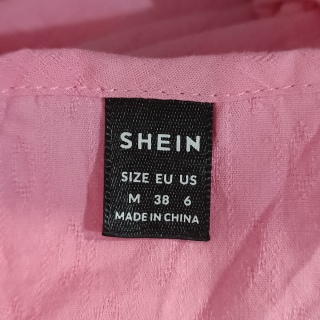 SHEIN
SIZE EU US
M 38 6
MADE IN CHINA